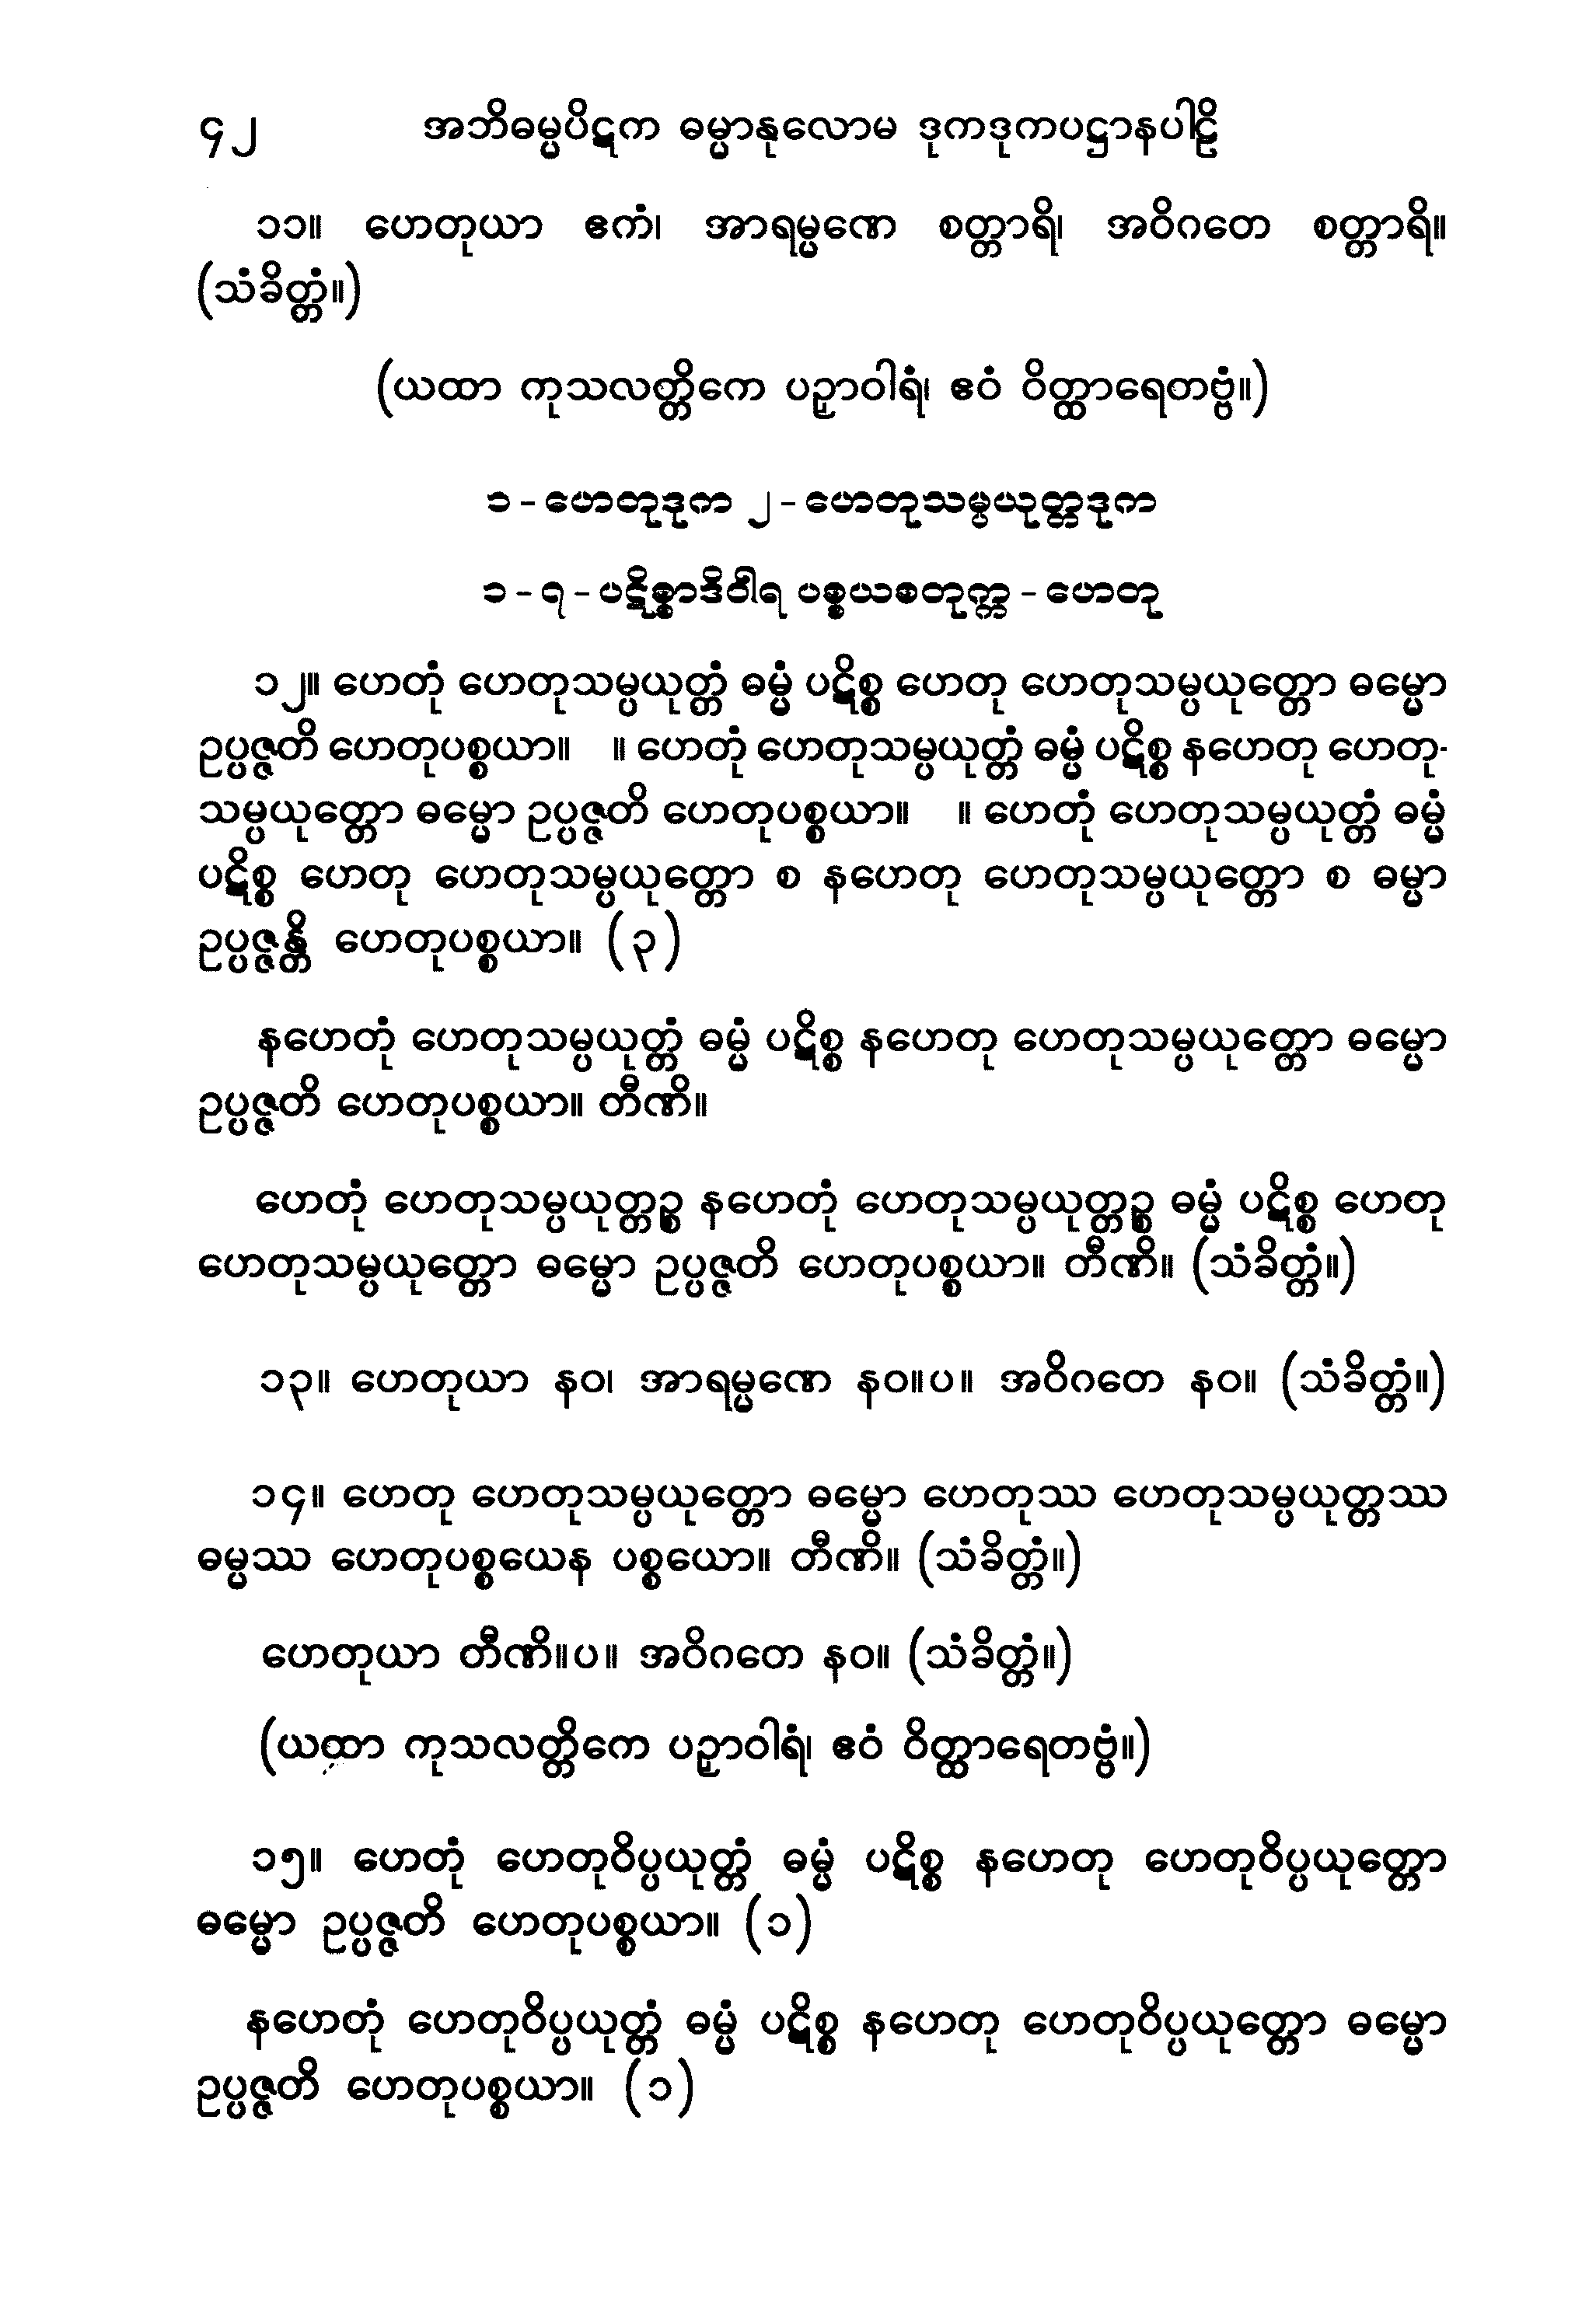 ၄၂ အဘိဓမ္မပိဋက ဓမ္မာနုလောမ ဒုကဒုကပဋ္ဌာနပါဠိ
၁၁။ ဟေတုယာ ဧကံ၊ အာရမ္မဏေ စတ္တာရိ၊ အဝိဂတေ စတ္တာရိ။
(သံခိတ္တံ။)
(ယထာ ကုသလတ္တိကေ ပဉှာဝါရံ၊ ဧဝံ ဝိတ္ထာရေတဗ္ဗံ။)
၁-ဟေတုဒုက ၂-ဟေတုသမ္ပယုတ္တဒုက
၁-၇-ပဋိစ္စာဒိဝါရ ပစ္စယစတုက္က-ဟေတု
၁၂။ ဟေတုံ ဟေတုသမ္ပယုတ္တံ ဓမ္မံ ပဋိစ္စ ဟေတု ဟေတုသမ္ပယုတ္တော ဓမ္မော
ဥပ္ပဇ္ဇတိ ဟေတုပစ္စယာ။ ။ ဟေတုံ ဟေတုသမ္ပယုတ္တံ ဓမ္မံ ပဋိစ္စ နဟေတု ဟေတု-
သမ္ပယုတ္တော ဓမ္မော ဥပ္ပဇ္ဇတိ ဟေတုပစ္စယာ။ ။ ဟေတုံ ဟေတုသမ္ပယုတ္တံ ဓမ္မံ
ပဋိစ္စ ဟေတု ဟေတုသမ္ပယုတ္တော စ နဟေတု ဟေတုသမ္ပယုတ္တော စ ဓမ္မာ
ဥပ္ပဇ္ဇန္တိ ဟေတုပစ္စယာ။ (၃)
နဟေတုံ ဟေတုသမ္ပယုတ္တံ ဓမ္မံ ပဋိစ္စ နဟေတု ဟေတုသမ္ပယုတ္တော ဓမ္မော
ဥပ္ပဇ္ဇတိ ဟေတုပစ္စယာ။ တီဏိ။
ဟေတုံ ဟေတုသမ္ပယုတ္တဉ္စ နဟေတုံ ဟေတုသမ္ပယုတ္တဉ္စ ဓမ္မံ ပဋိစ္စ ဟေတု
ဟေတုသမ္ပယုတ္တော ဓမ္မော ဥပ္ပဇ္ဇတိ ဟေတုပစ္စယာ။ တီဏိ။ (သံခိတ္တံ။)
၁၃။ ဟေတုယာ နဝ၊ အာရမ္မဏေ နဝ။ပ။ အဝိဂတေ နဝ။ (သံခိတ္တံ။)
၁၄။ ဟေတု ဟေတုသမ္ပယုတ္တော ဓမ္မော ဟေတုဿ ဟေတုသမ္ပယုတ္တဿ
ဓမ္မဿ ဟေတုပစ္စယေန ပစ္စယော။ တီဏိ။ (သံခိတ္တံ။)
ဟေတုယာ တီဏိ။ပ။ အဝိဂတေ နဝ။ (သံခိတ္တံ။)
(ယထာ ကုသလတ္တိကေ ပဉှာဝါရံ၊ ဧဝံ ဝိတ္ထာရေတဗ္ဗံ။)
၁၅။ ဟေတုံ ဟေတုဝိပ္ပယုတ္တံ ဓမ္မံ ပဋိစ္စ နဟေတု ဟေတုဝိပ္ပယုတ္တော
ဓမ္မော ဥပ္ပဇ္ဇတိ ဟေတုပစ္စယာ။ (၁)
နဟေတုံ ဟေတုဝိပ္ပယုတ္တံ ဓမ္မံ ပဋိစ္စ နဟေတု ဟေတုဝိပ္ပယုတ္တော ဓမ္မော
ဥပ္ပဇ္ဇတိ ဟေတုပစ္စယာ။ (၁)